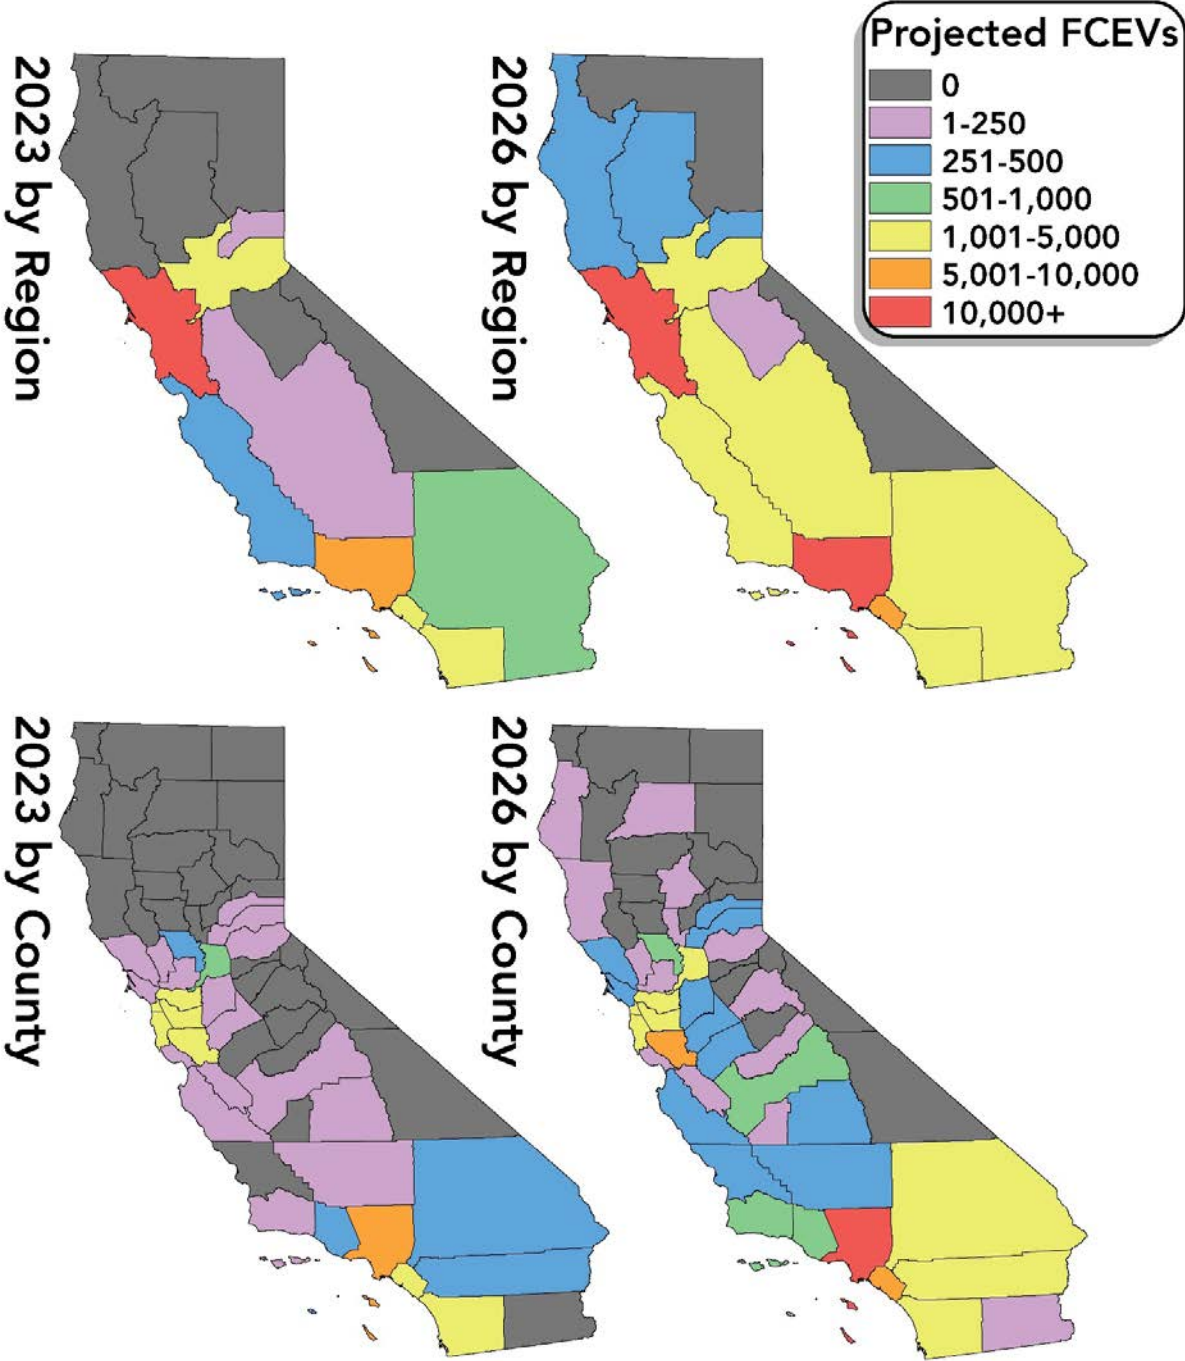 Projected FCEVs
0
1-250
251-500
501-1,000
1,001-5,000
5,001-10,000
10,000+
2023 by Region
2026 by Region
2023 by County
2026 by County